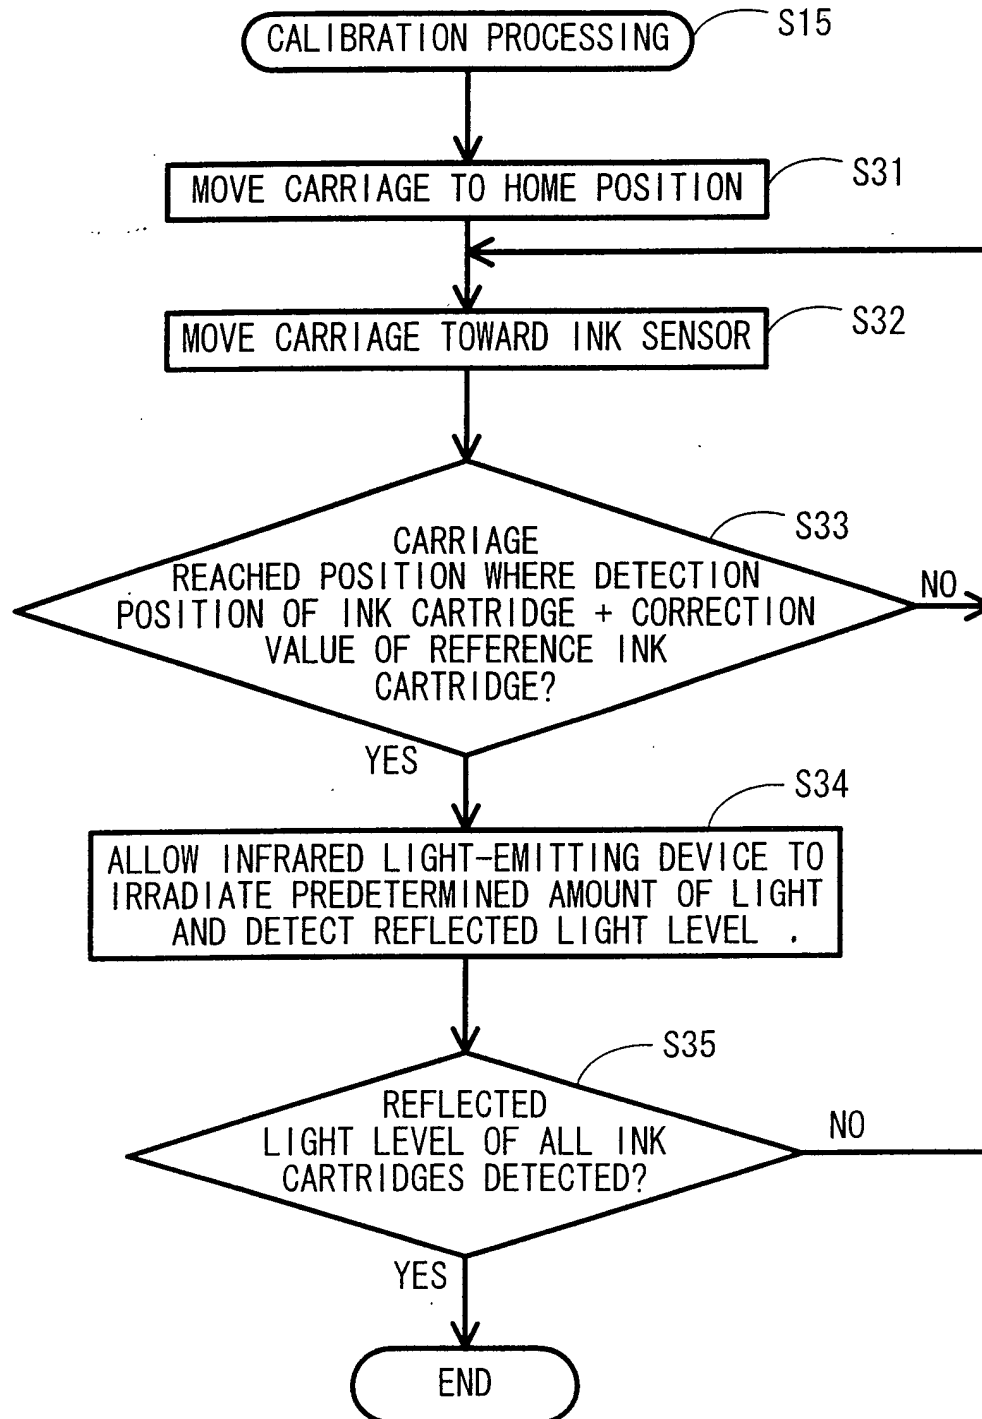 CALIBRATION PROCESSING
S15
MOVE CARRIAGE TO HOME POSITION
S31
MOVE CARRIAGE TOWARD INK SENSOR
S32
S33
CARRIAGE
REACHED POSITION WHERE DETECTION
POSITION OF INK CARTRIDGE + CORRECTION
VALUE OF REFERENCE INK
CARTRIDGE?
NO
YES
S34
ALLOW INFRARED LIGHT-EMITTING DEVICE TO
IRRADIATE PREDETERMINED AMOUNT OF LIGHT
AND DETECT REFLECTED LIGHT LEVEL .
S35
REFLECTED
LIGHT LEVEL OF ALL INK
CARTRIDGES DETECTED?
NO
YES
END